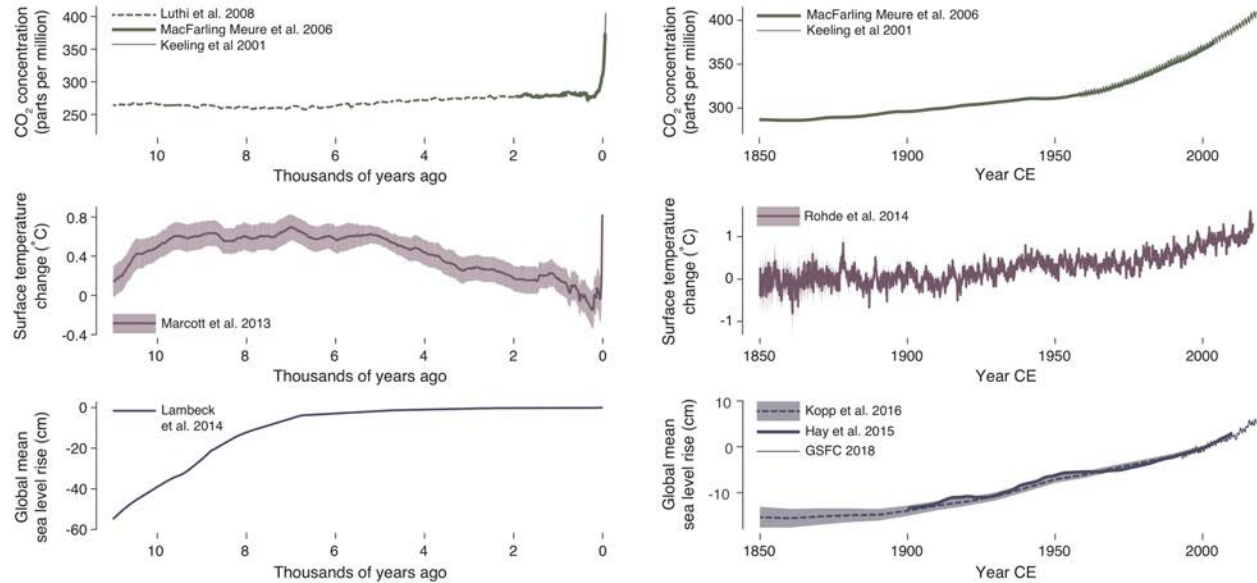 CO2 concentration
(parts per million)
400
350
300
250
Luthi et al. 2008
MacFarling Meure et al. 2006
Keeling et al 2001
10 8 6 4 2 0
Thousands of years ago
CO2 concentration
(parts per million)
400
350
300
MacFarling Meure et al. 2006
Keeling et al 2001
1850 1900 1950 2000
Year CE
Surface temperature
change (°C)
0.8
0.4
0
-0.4
Marcott et al. 2013
10 8 6 4 2 0
Thousands of years ago
Surface temperature
change (°C)
1
0
-1
Rohde et al. 2014
1850 1900 1950 2000
Year CE
Global mean
sea level rise (cm)
0
-20
-40
-60
Lambeck
et al. 2014
10 8 6 4 2 0
Thousands of years ago
Global mean
sea level rise (cm)
10
0
-10
Kopp et al. 2016
Hay et al. 2015
GSFC 2018
1850 1900 1950 2000
Year CE